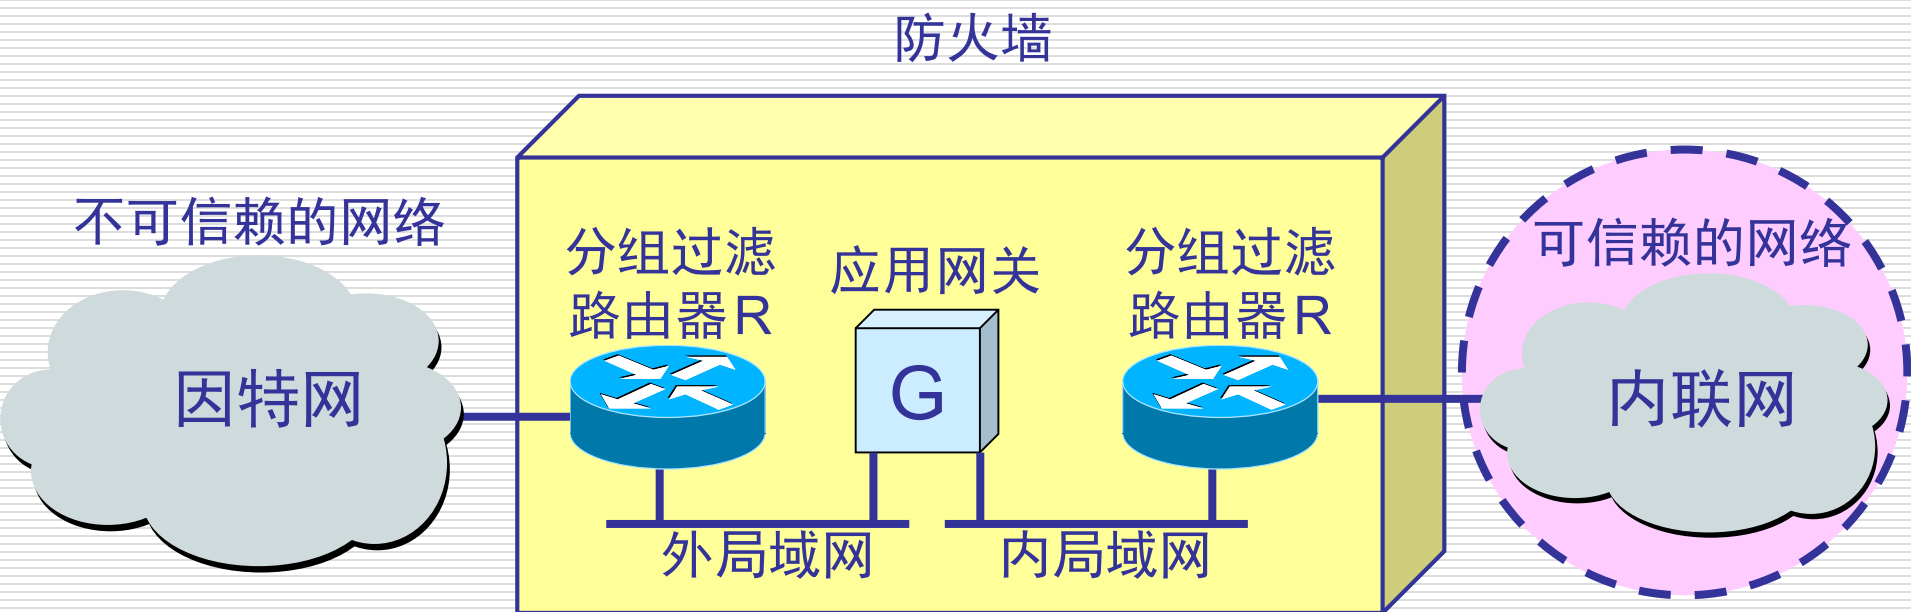 防火墙
不可信赖的网络
分组过滤
路由器R
应用网关
分组过滤
路由器R
可信赖的网络
因特网
G
内联网
外局域网
内局域网